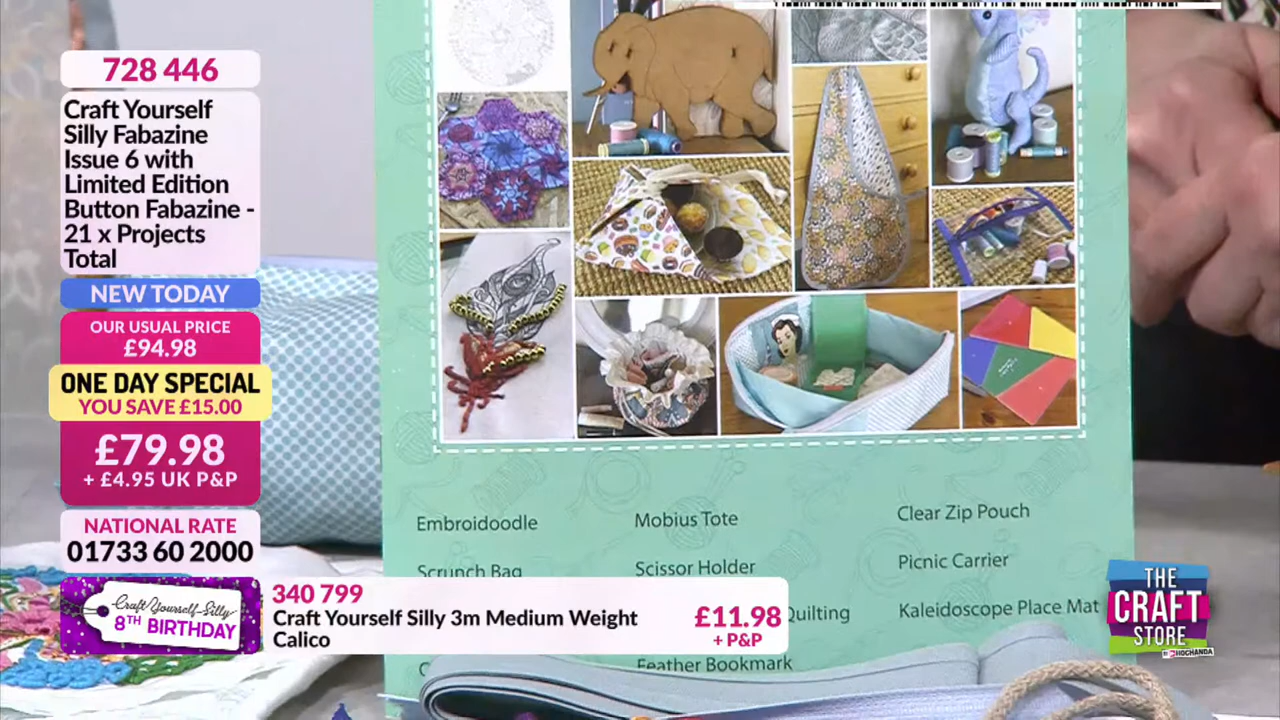 728 446
Craft Yourself
Silly Fabazine
Issue 6 with
Limited Edition
Button Fabazine -
21 x Projects
Total
NEW TODAY
OUR USUAL PRICE
£94.98
ONE DAY SPECIAL
YOU SAVE £15.00
£79.98
+ £4.95 UK P&P
NATIONAL RATE
01733 60 2000
Craft Yourself Silly
8TH BIRTHDAY
340 799
Craft Yourself Silly 3m Medium Weight
Calico
£11.98
+ P&P
Embroidoodle
Mobius Tote
Clear Zip Pouch
Scrunch Bag
Scissor Holder
Picnic Carrier
Quilting
Kaleidoscope Place Mat
Feather Bookmark
THE
CRAFT
STORE
BY HOCHANDA